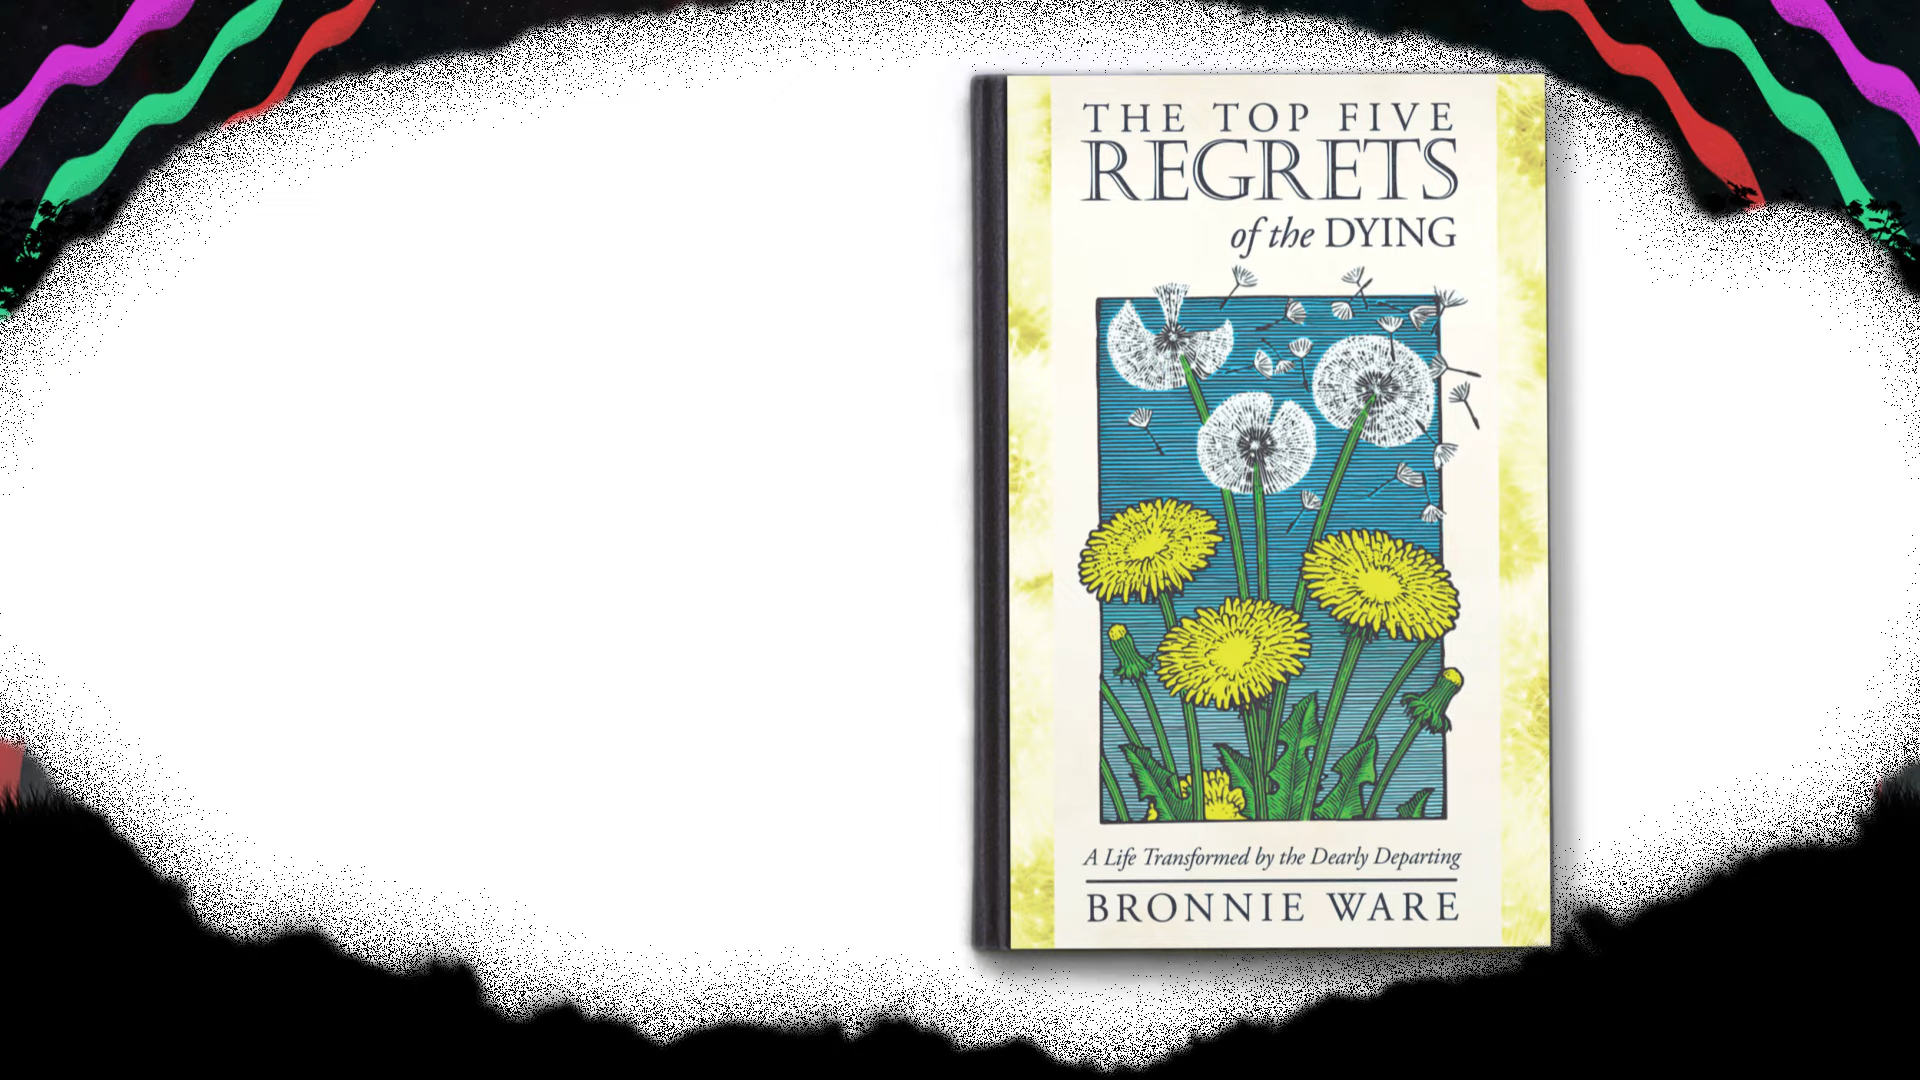 THE TOP FIVE
REGRETS
of the DYING
A Life Transformed by the Dearly Departing
BRONNIE WARE